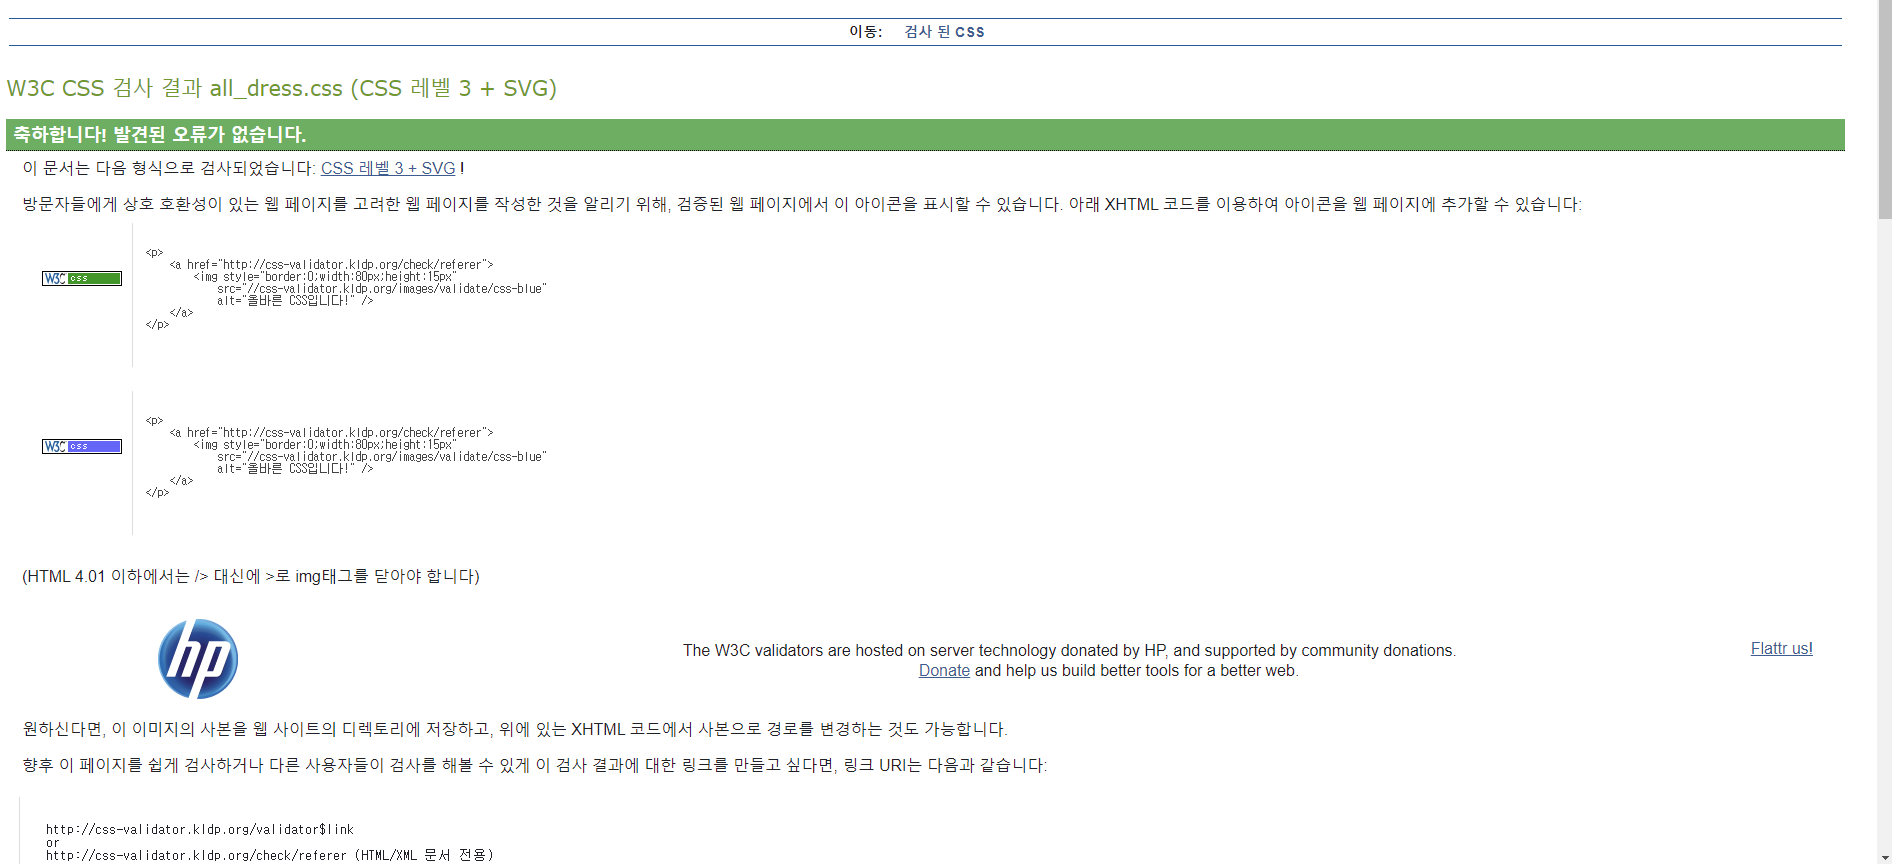 이동: 검사 된 CSS
W3C CSS 검사 결과 all_dress.css (CSS 레벨 3 + SVG)
축하합니다! 발견된 오류가 없습니다.
이 문서는 다음 형식으로 검사되었습니다: CSS 레벨 3 + SVG !
방문자들에게 상호 호환성이 있는 웹 페이지를 고려한 웹 페이지를 작성한 것을 알리기 위해, 검증된 웹 페이지에서 이 아이콘을 표시할 수 있습니다. 아래 XHTML 코드를 이용하여 아이콘을 웹 페이지에 추가할 수 있습니다:
W3C css
<p>
<a href="http://css-validator.kldp.org/check/referer">
<img style="border:0;width:80px;height:15px"
src="//css-validator.kldp.org/images/validate/css-blue"
alt="올바른 CSS입니다!" />
</a>
</p>
W3C css
<p>
<a href="http://css-validator.kldp.org/check/referer">
<img style="border:0;width:80px;height:15px"
src="//css-validator.kldp.org/images/validate/css-blue"
alt="올바른 CSS입니다!" />
</a>
</p>
(HTML 4.01 이하에서는 /> 대신에 >로 img태그를 닫아야 합니다)
hp
The W3C validators are hosted on server technology donated by HP, and supported by community donations.
Donate and help us build better tools for a better web.
Flattr us!
원하신다면, 이 이미지의 사본을 웹 사이트의 디렉토리에 저장하고, 위에 있는 XHTML 코드에서 사본으로 경로를 변경하는 것도 가능합니다.
향후 이 페이지를 쉽게 검사하거나 다른 사용자들이 검사를 해볼 수 있게 이 검사 결과에 대한 링크를 만들고 싶다면, 링크 URI는 다음과 같습니다:
http://css-validator.kldp.org/validator$link
or
http://css-validator.kldp.org/check/referer (HTML/XML 문서 전용)